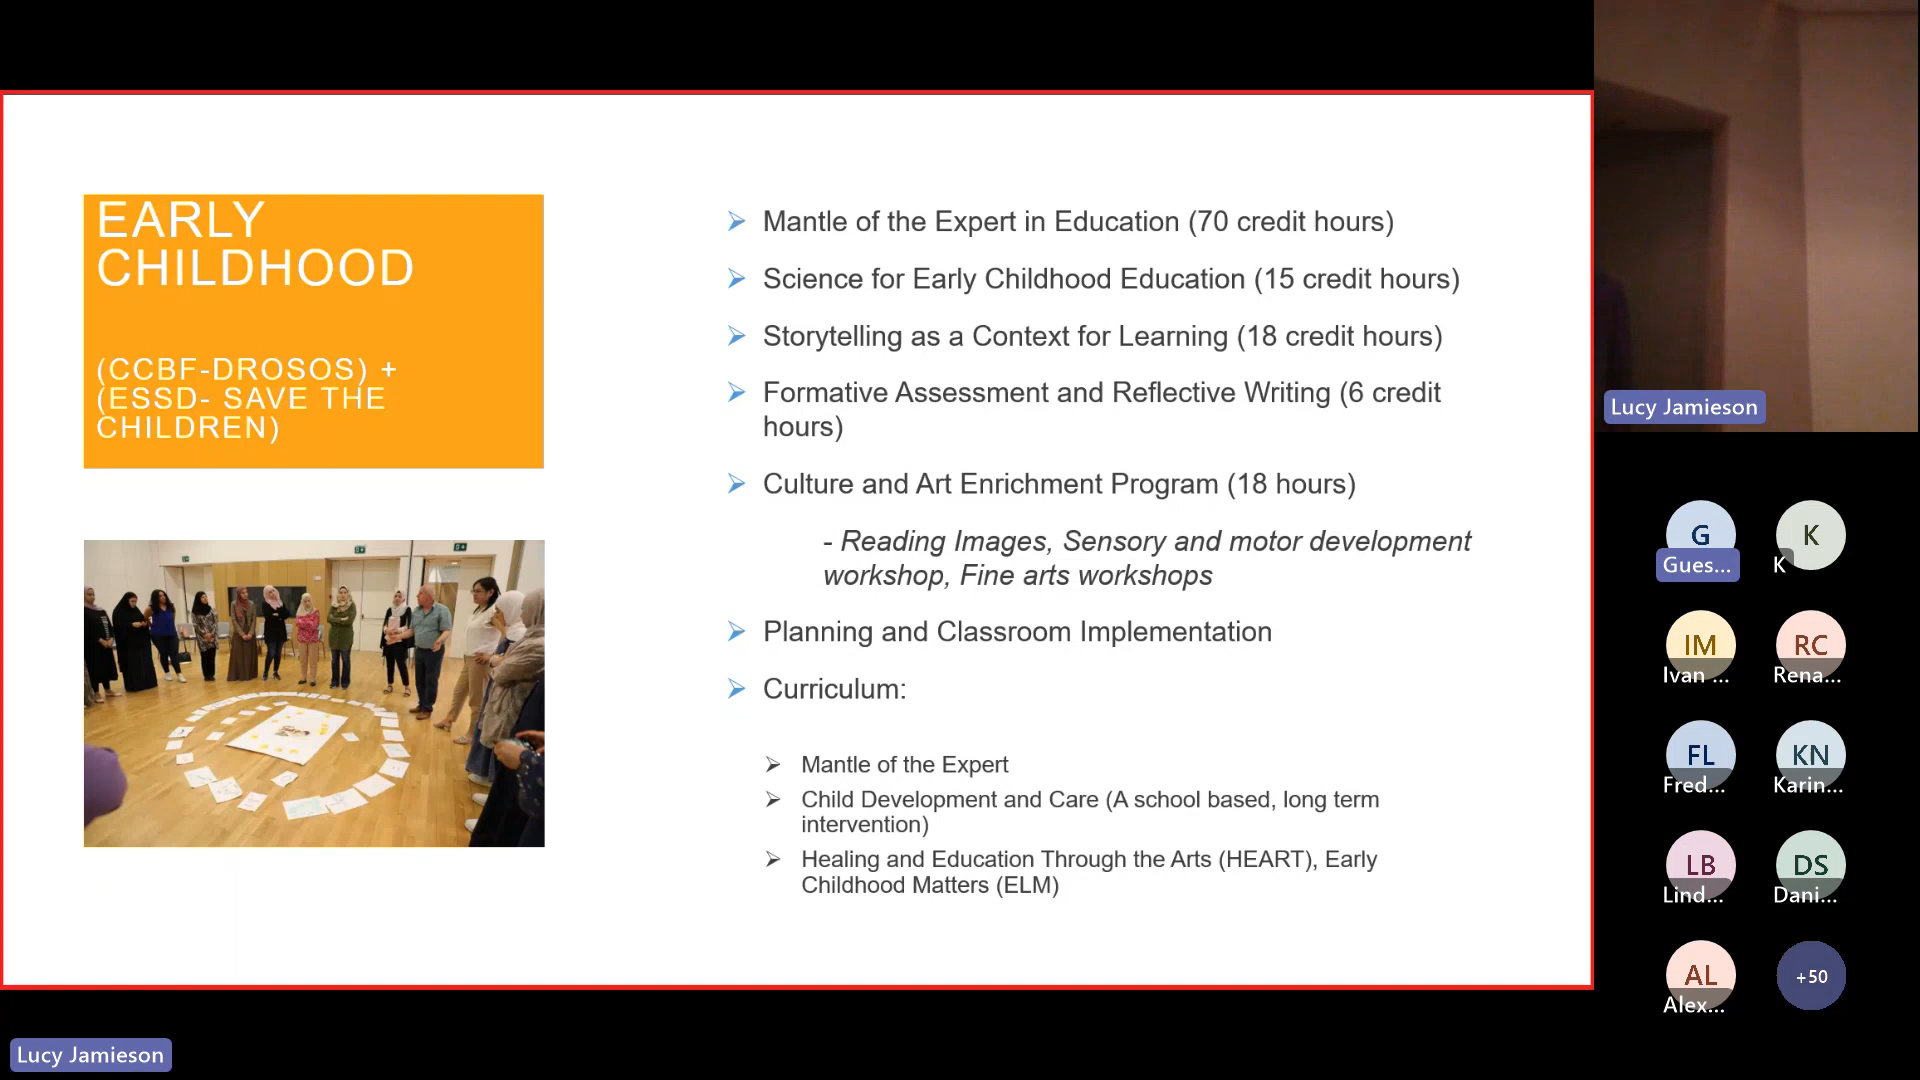 EARLY
CHILDHOOD
(CCBF-DROSOS) +
(ESSD- SAVE THE
CHILDREN)
➢ Mantle of the Expert in Education (70 credit hours)
➢ Science for Early Childhood Education (15 credit hours)
➢ Storytelling as a Context for Learning (18 credit hours)
➢ Formative Assessment and Reflective Writing (6 credit
hours)
➢ Culture and Art Enrichment Program (18 hours)
- Reading Images, Sensory and motor development
workshop, Fine arts workshops
➢ Planning and Classroom Implementation
➢ Curriculum:
➢ Mantle of the Expert
➢ Child Development and Care (A school based, long term
intervention)
➢ Healing and Education Through the Arts (HEART), Early
Childhood Matters (ELM)
Lucy Jamieson
Lucy Jamieson
G
Gues...
K
K
IM
Ivan ...
RC
Rena...
FL
Fred...
KN
Karin...
LB
Lind...
DS
Dani...
AL
Alex...
+50